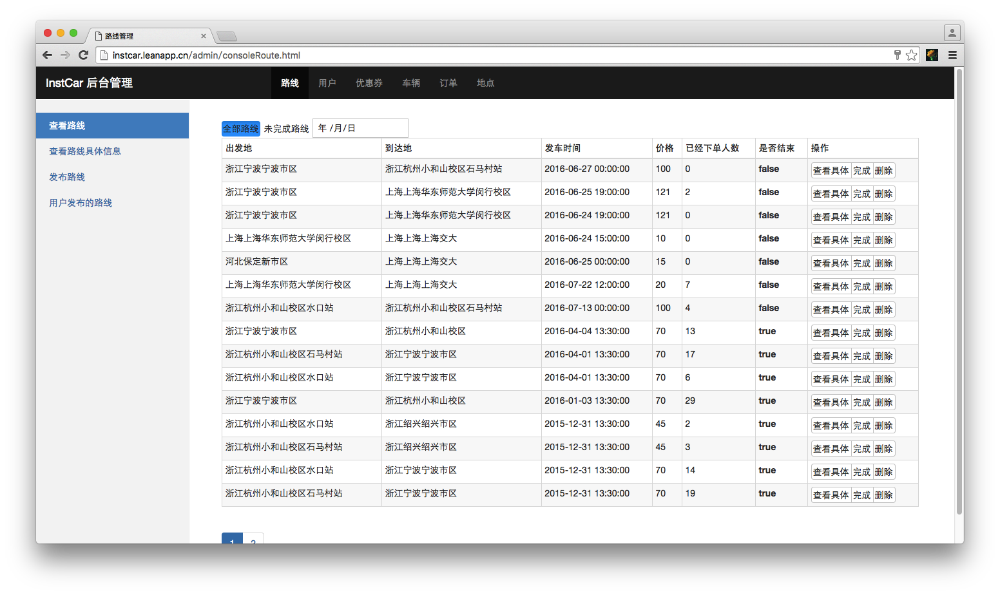 路线管理
instcar.leanapp.cn/admin/consoleRoute.html
InstCar 后台管理 路线 用户 优惠券 车辆 订单 地点
查看路线
查看路线具体信息
发布路线
用户发布的路线
全部路线 未完成路线 年 /月/日
出发地 到达地 发车时间 价格 已经下单人数 是否结束 操作
浙江宁波宁波市区 浙江杭州小和山校区石马村站 2016-06-27 00:00:00 100 0 false 查看具体 完成 删除
浙江宁波宁波市区 上海上海华东师范大学闵行校区 2016-06-25 19:00:00 121 2 false 查看具体 完成 删除
浙江宁波宁波市区 上海上海华东师范大学闵行校区 2016-06-24 19:00:00 121 0 false 查看具体 完成 删除
上海上海华东师范大学闵行校区 上海上海上海交大 2016-06-24 15:00:00 10 0 false 查看具体 完成 删除
河北保定新市区 上海上海上海交大 2016-06-25 00:00:00 15 0 false 查看具体 完成 删除
上海上海华东师范大学闵行校区 上海上海上海交大 2016-07-22 12:00:00 20 7 false 查看具体 完成 删除
浙江杭州小和山校区水口站 浙江杭州小和山校区石马村站 2016-07-13 00:00:00 100 4 false 查看具体 完成 删除
浙江宁波宁波市区 浙江杭州小和山校区 2016-04-04 13:30:00 70 13 true 查看具体 完成 删除
浙江杭州小和山校区石马村站 浙江宁波宁波市区 2016-04-01 13:30:00 70 17 true 查看具体 完成 删除
浙江杭州小和山校区水口站 浙江宁波宁波市区 2016-04-01 13:30:00 70 6 true 查看具体 完成 删除
浙江宁波宁波市区 浙江杭州小和山校区 2016-01-03 13:30:00 70 29 true 查看具体 完成 删除
浙江杭州小和山校区水口站 浙江绍兴绍兴市区 2015-12-31 13:30:00 45 2 true 查看具体 完成 删除
浙江杭州小和山校区石马村站 浙江绍兴绍兴市区 2015-12-31 13:30:00 45 3 true 查看具体 完成 删除
浙江杭州小和山校区水口站 浙江宁波宁波市区 2015-12-31 13:30:00 70 14 true 查看具体 完成 删除
浙江杭州小和山校区石马村站 浙江宁波宁波市区 2015-12-31 13:30:00 70 19 true 查看具体 完成 删除
1 2